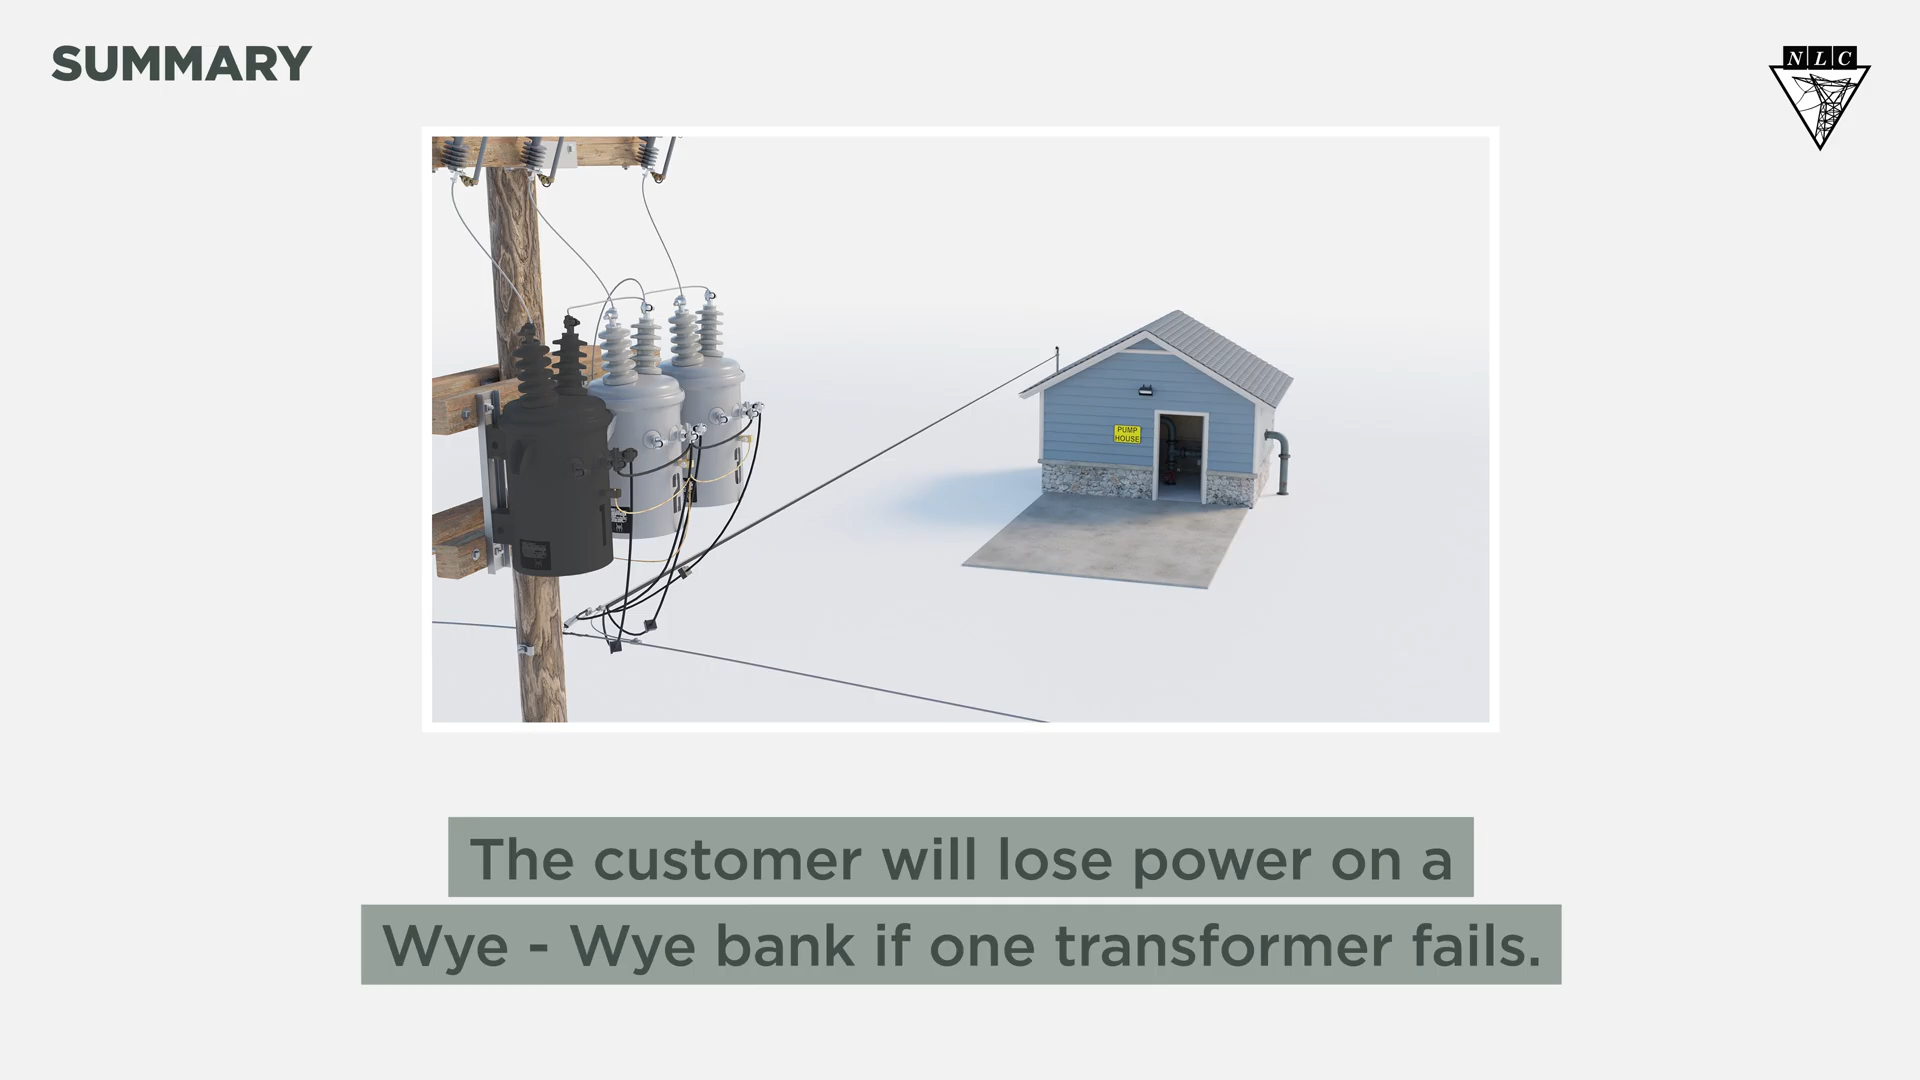 SUMMARY
NLC
PUMP
HOUSE
The customer will lose power on a
Wye - Wye bank if one transformer fails.